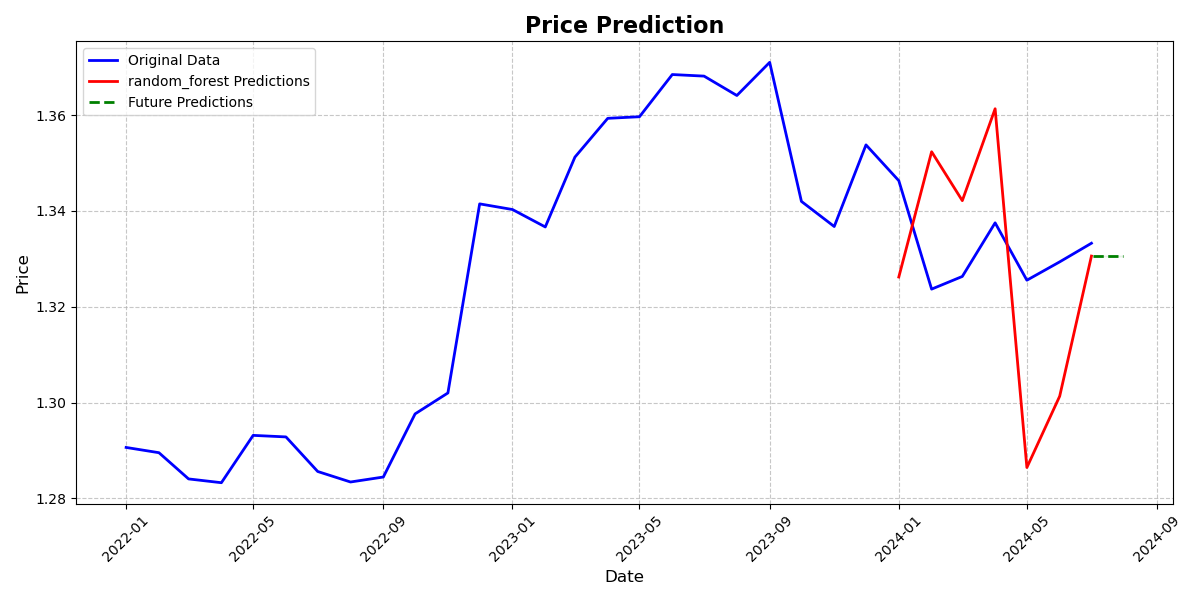 Price Prediction
Original Data
random_forest Predictions
Future Predictions
Price
1.36
1.34
1.32
1.30
1.28
2022-01
2022-05
2022-09
2023-01
2023-05
2023-09
2024-01
2024-05
2024-09
Date